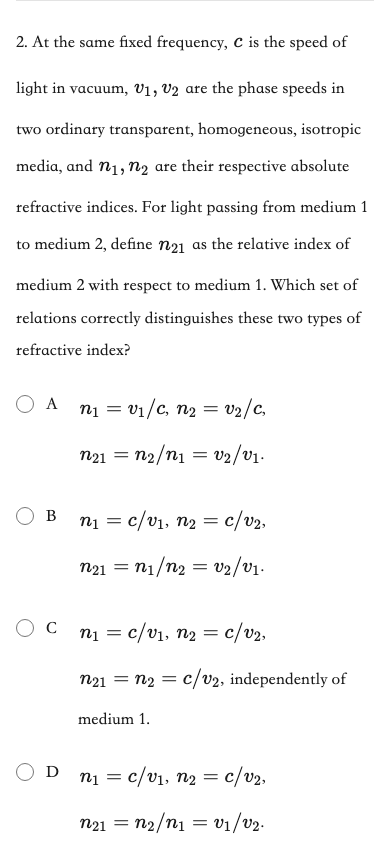 2. At the same fixed frequency, c is the speed of
light in vacuum, v₁, v₂ are the phase speeds in
two ordinary transparent, homogeneous, isotropic
media, and n₁, n₂ are their respective absolute
refractive indices. For light passing from medium 1
to medium 2, define n₂₁ as the relative index of
medium 2 with respect to medium 1. Which set of
relations correctly distinguishes these two types of
refractive index?
A n₁ = v₁/c, n₂ = v₂/c,
n₂₁ = n₂/n₁ = v₂/v₁.
B n₁ = c/v₁, n₂ = c/v₂,
n₂₁ = n₁/n₂ = v₂/v₁.
C n₁ = c/v₁, n₂ = c/v₂,
n₂₁ = n₂ = c/v₂, independently of
medium 1.
D n₁ = c/v₁, n₂ = c/v₂,
n₂₁ = n₂/n₁ = v₁/v₂.